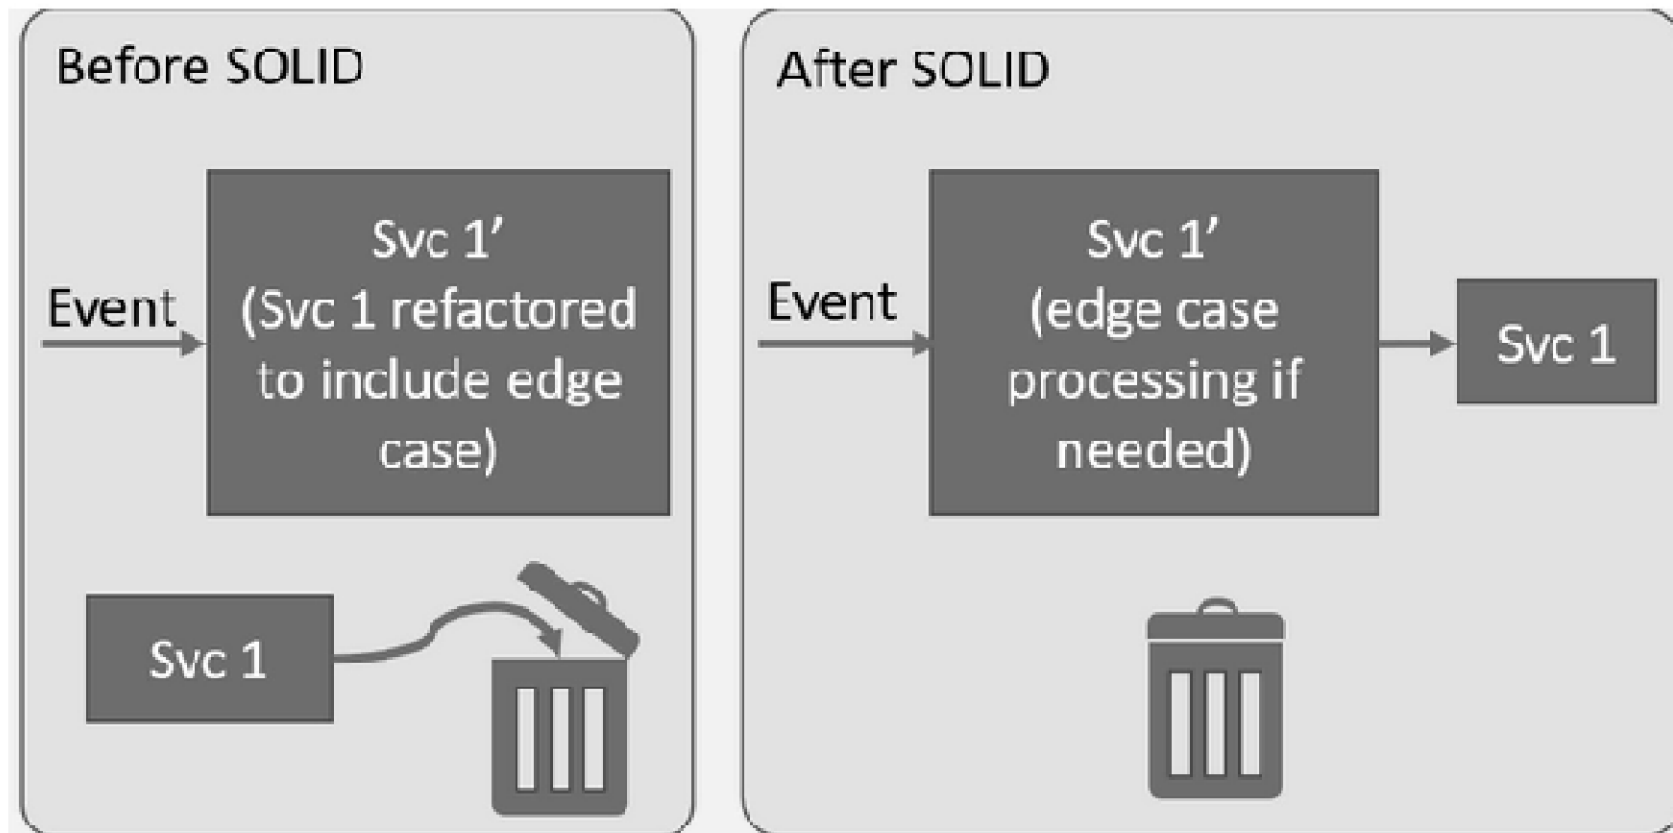 Before SOLID
Event
Svc 1’
(Svc 1 refactored
to include edge
case)
Svc 1
After SOLID
Event
Svc 1’
(edge case
processing if
needed)
Svc 1